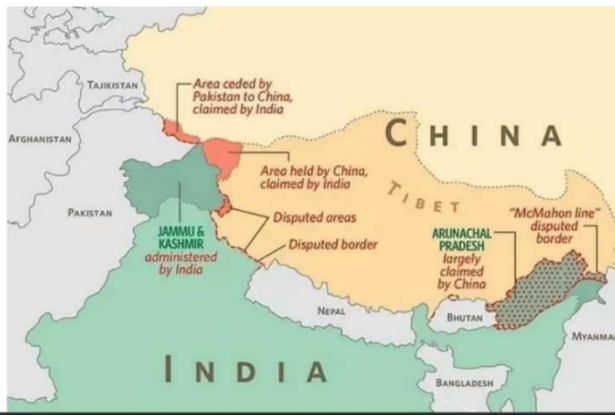 TAJIKISTAN
Area ceded by
Pakistan to China,
claimed by India
CHINA
AFGHANISTAN
Area held by China,
claimed by India
TIBET
PAKISTAN
JAMMU &
KASHMIR
administered
by India
Disputed areas
Disputed border
ARUNACHAL
PRADESH
largely
claimed
by China
"McMahon line"
disputed
border
NEPAL
BHUTAN
MYANMA
INDIA
BANGLADESH